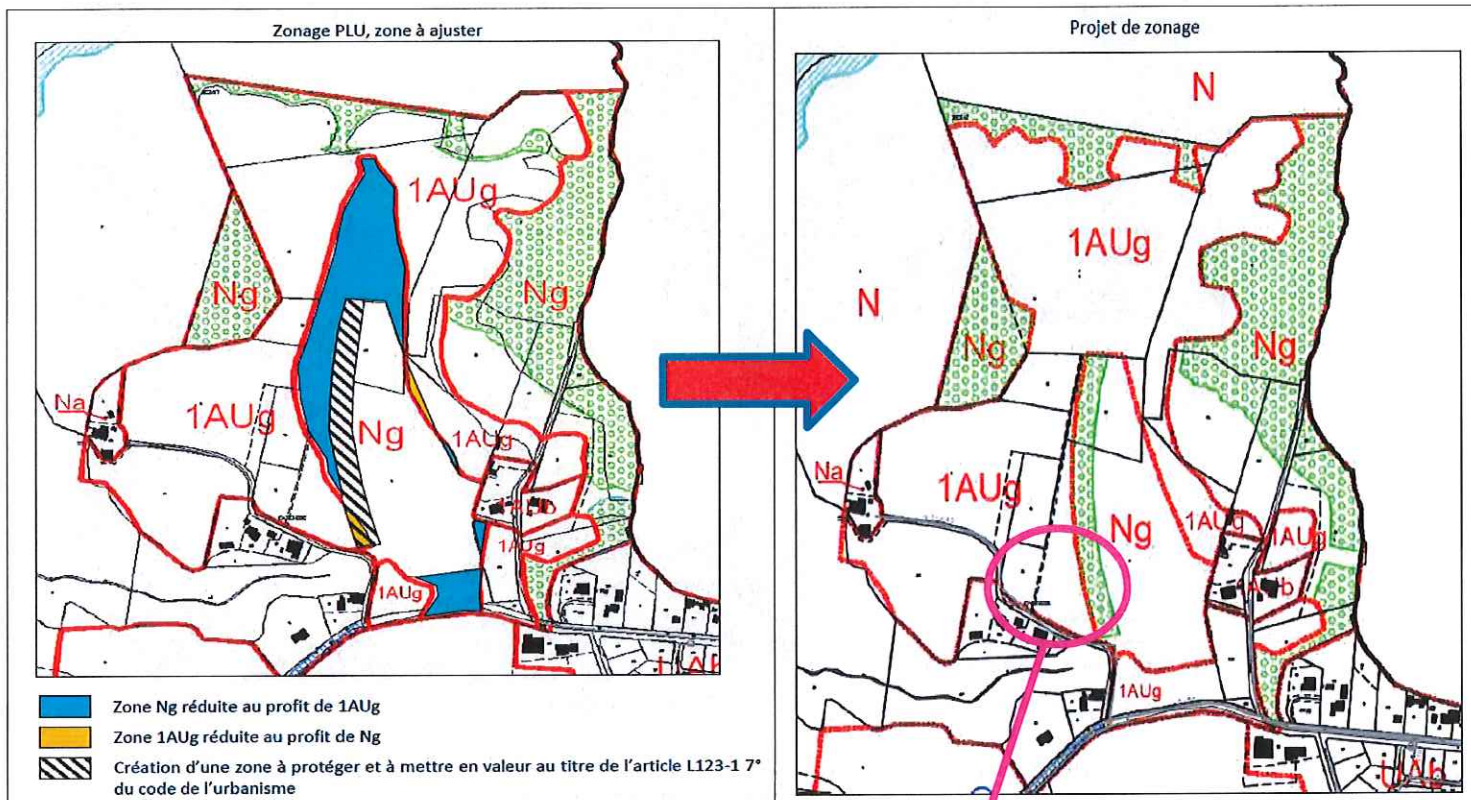 Zonage PLU, zone à ajuster
1AUg
Ng
Ng
Na
1AUg
Ng
1AUg
1AUb
1AUg
1AUg
UAb
Zone Ng réduite au profit de 1AUg
Zone 1AUg réduite au profit de Ng
Création d'une zone à protéger et à mettre en valeur au titre de l'article L123-1 7°
du code de l'urbanisme
Projet de zonage
N
1AUg
N
Ng
Ng
Na
1AUg
Ng
1AUg
1AUg
1AUg
UAb